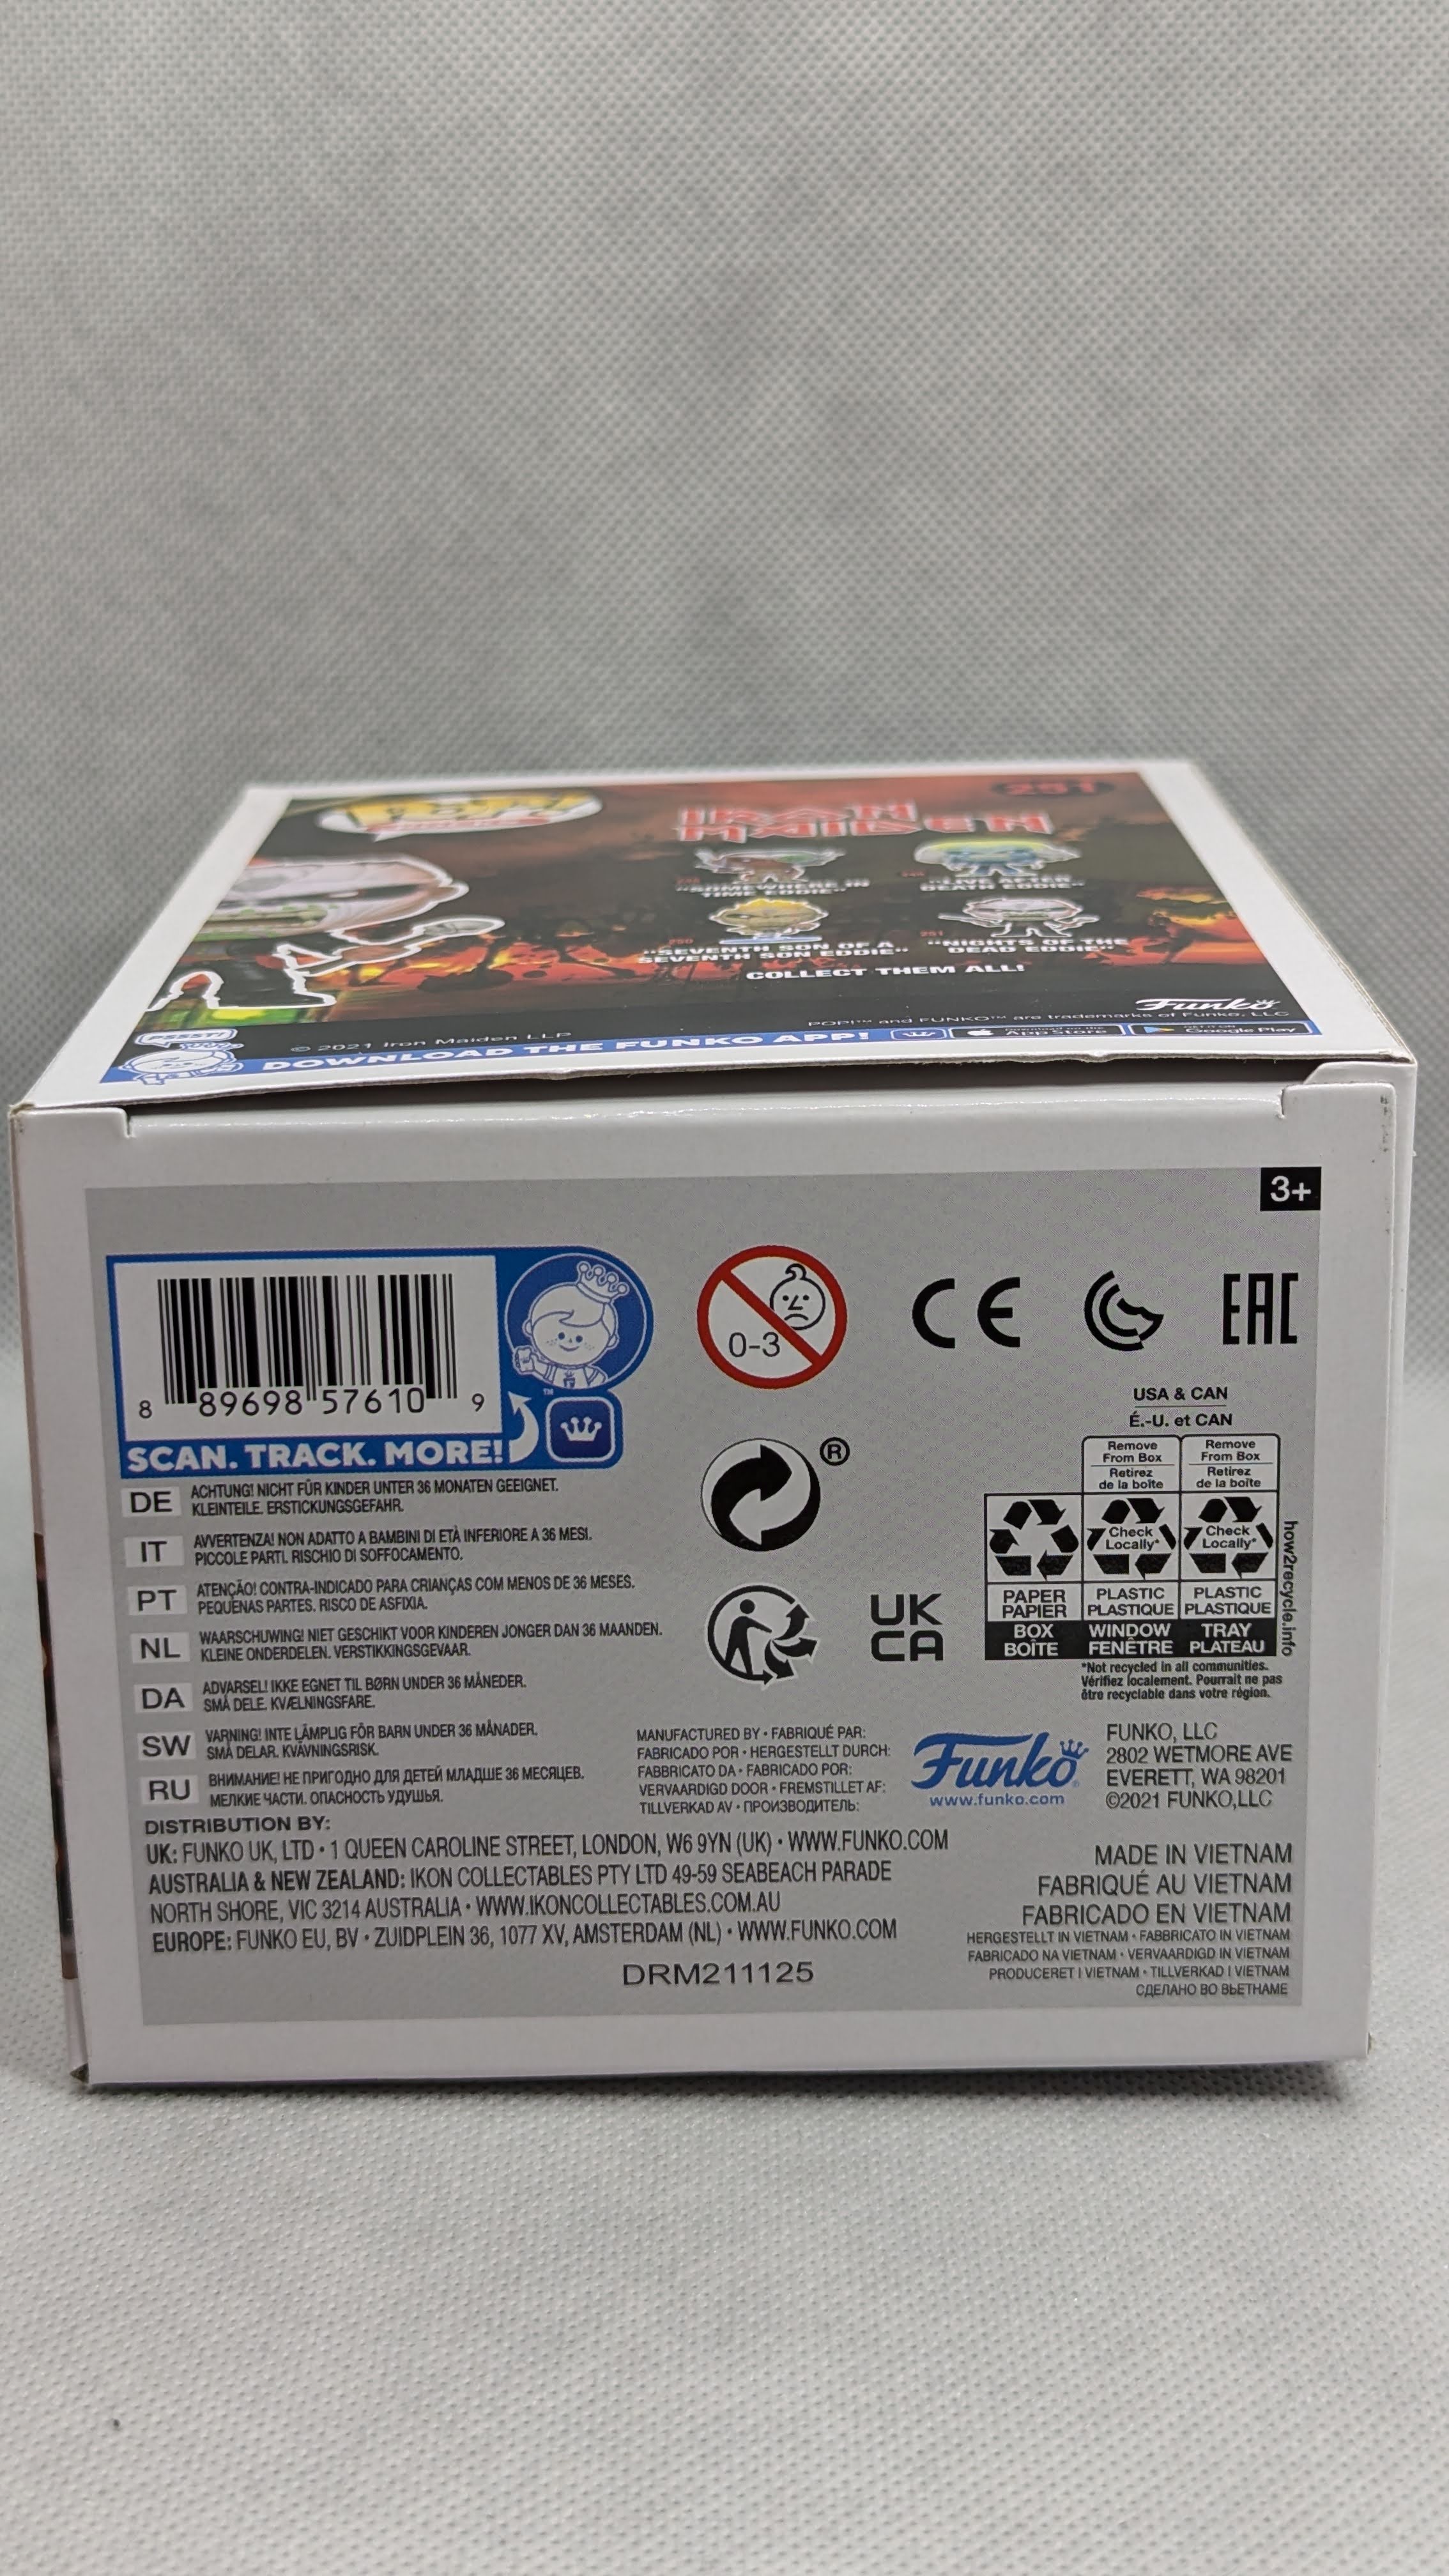 POP!
251
IRON
MAIDEN
"SOMEWHERE IN
TIME EDDIE"
249
"LIVE AFTER
DEATH EDDIE"
250
"SEVENTH SON OF A
SEVENTH SON EDDIE"
251
"NIGHTS OF THE
DEAD EDDIE"
COLLECT THEM ALL!
Funko
POP!™ and FUNKO™ are trademarks of Funko, LLC
© 2021 Iron Maiden LLP
PSST!
DOWNLOAD THE FUNKO APP!
Download on the
App Store
GET IT ON
Google Play
3+
8 89698 57610 9
SCAN. TRACK. MORE!
™
0-3
CE
EAC
®
UK
CA
USA & CAN
É.-U. et CAN
Remove
From Box
Retirez
de la boîte
Remove
From Box
Retirez
de la boîte
Check
Locally*
Check
Locally*
PAPER
PAPIER
PLASTIC
PLASTIQUE
PLASTIC
PLASTIQUE
BOX
BOÎTE
WINDOW
FENÊTRE
TRAY
PLATEAU
how2recycle.info
*Not recycled in all communities.
Vérifiez localement. Pourrait ne pas
être recyclable dans votre région.
DE ACHTUNG! NICHT FÜR KINDER UNTER 36 MONATEN GEEIGNET.
KLEINTEILE. ERSTICKUNGSGEFAHR.
IT AVVERTENZA! NON ADATTO A BAMBINI DI ETÀ INFERIORE A 36 MESI.
PICCOLE PARTI. RISCHIO DI SOFFOCAMENTO.
PT ATENÇÃO! CONTRA-INDICADO PARA CRIANÇAS COM MENOS DE 36 MESES.
PEQUENAS PARTES. RISCO DE ASFIXIA.
NL WAARSCHUWING! NIET GESCHIKT VOOR KINDEREN JONGER DAN 36 MAANDEN.
KLEINE ONDERDELEN. VERSTIKKINGSGEVAAR.
DA ADVARSEL! IKKE EGNET TIL BØRN UNDER 36 MÅNEDER.
SMÅ DELE. KVÆLNINGSFARE.
SW VARNING! INTE LÄMPLIG FÖR BARN UNDER 36 MÅNADER.
SMÅ DELAR. KVÄVNINGSRISK.
RU ВНИМАНИЕ! НЕ ПРИГОДНО ДЛЯ ДЕТЕЙ МЛАДШЕ 36 МЕСЯЦЕВ.
МЕЛКИЕ ЧАСТИ. ОПАСНОСТЬ УДУШЬЯ.
MANUFACTURED BY • FABRIQUÉ PAR:
FABRICADO POR • HERGESTELLT DURCH:
FABBRICATO DA • FABRICADO POR:
VERVAARDIGD DOOR • FREMSTILLET AF:
TILLVERKAD AV • ПРОИЗВОДИТЕЛЬ:
Funko®
www.funko.com
FUNKO, LLC
2802 WETMORE AVE
EVERETT, WA 98201
©2021 FUNKO,LLC
DISTRIBUTION BY:
UK: FUNKO UK, LTD • 1 QUEEN CAROLINE STREET, LONDON, W6 9YN (UK) • WWW.FUNKO.COM
AUSTRALIA & NEW ZEALAND: IKON COLLECTABLES PTY LTD 49-59 SEABEACH PARADE
NORTH SHORE, VIC 3214 AUSTRALIA • WWW.IKONCOLLECTABLES.COM.AU
EUROPE: FUNKO EU, BV • ZUIDPLEIN 36, 1077 XV, AMSTERDAM (NL) • WWW.FUNKO.COM
DRM211125
MADE IN VIETNAM
FABRIQUÉ AU VIETNAM
FABRICADO EN VIETNAM
HERGESTELLT IN VIETNAM • FABBRICATO IN VIETNAM
FABRICADO NA VIETNAM • VERVAARDIGD IN VIETNAM
PRODUCERET I VIETNAM • TILLVERKAD I VIETNAM
СДЕЛАНО ВО ВЬЕТНАМЕ